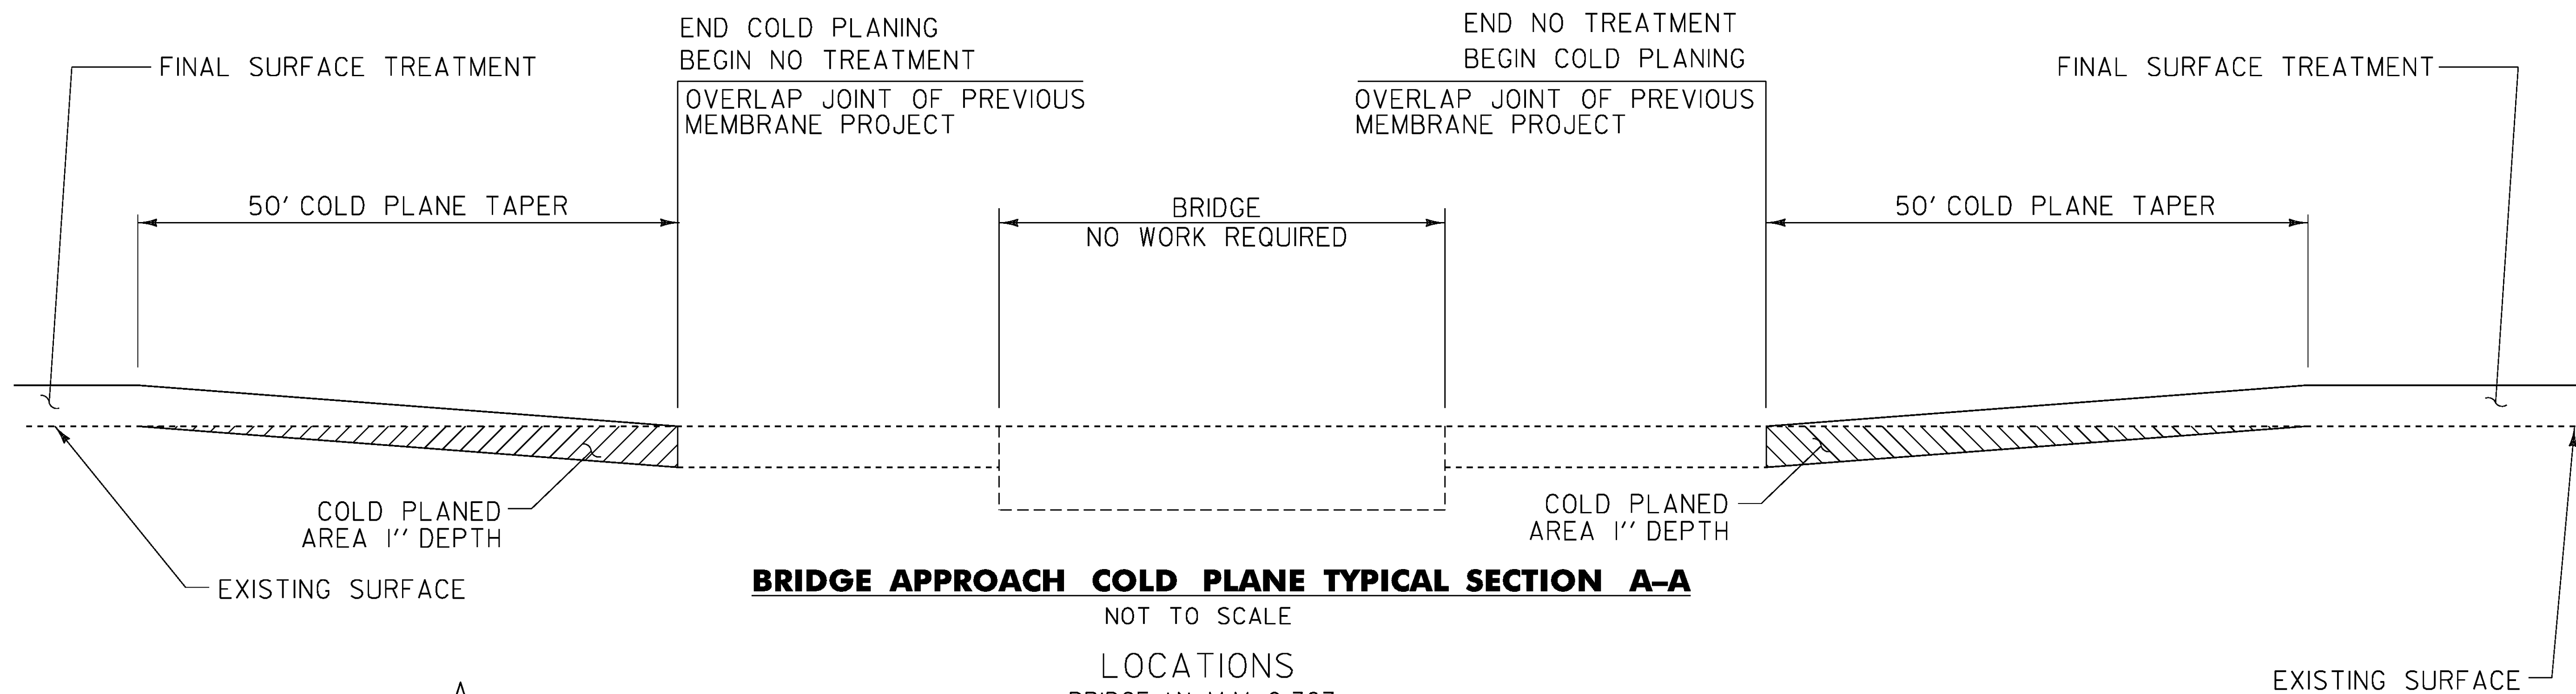 END COLD PLANING
BEGIN NO TREATMENT
END NO TREATMENT
BEGIN COLD PLANING
FINAL SURFACE TREATMENT
FINAL SURFACE TREATMENT
OVERLAP JOINT OF PREVIOUS
MEMBRANE PROJECT
OVERLAP JOINT OF PREVIOUS
MEMBRANE PROJECT
50' COLD PLANE TAPER
BRIDGE
NO WORK REQUIRED
50' COLD PLANE TAPER
COLD PLANED
AREA 1" DEPTH
COLD PLANED
AREA 1" DEPTH
EXISTING SURFACE
BRIDGE APPROACH COLD PLANE TYPICAL SECTION A–A
NOT TO SCALE
LOCATIONS
EXISTING SURFACE
A